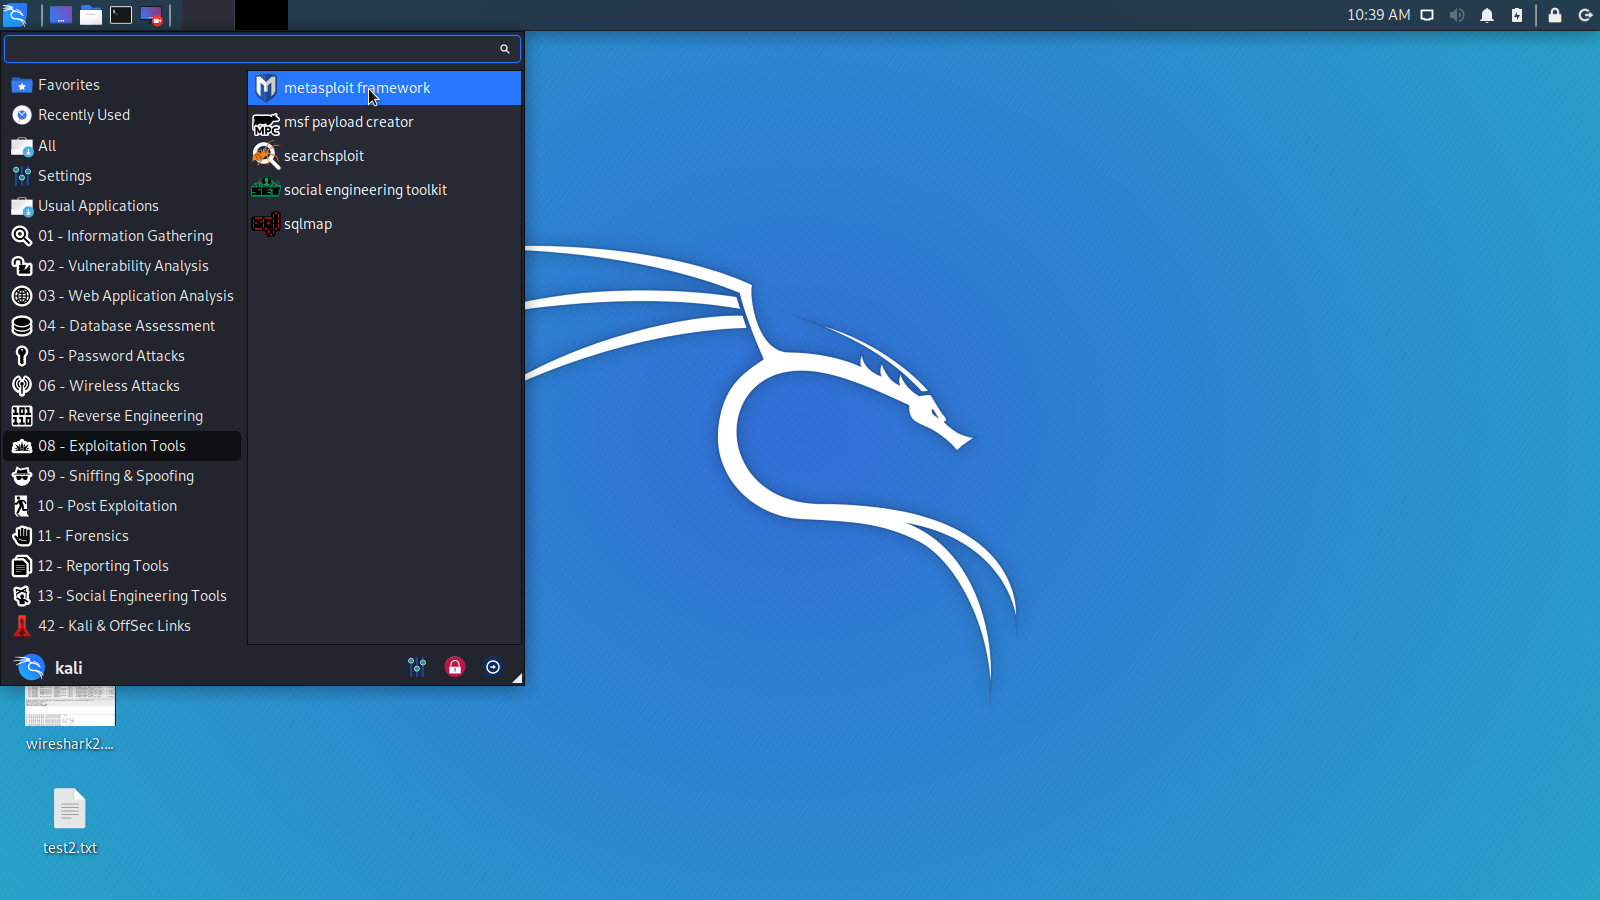 10:39 AM
Favorites
Recently Used
All
Settings
Usual Applications
01 - Information Gathering
02 - Vulnerability Analysis
03 - Web Application Analysis
04 - Database Assessment
05 - Password Attacks
06 - Wireless Attacks
07 - Reverse Engineering
08 - Exploitation Tools
09 - Sniffing & Spoofing
10 - Post Exploitation
11 - Forensics
12 - Reporting Tools
13 - Social Engineering Tools
42 - Kali & OffSec Links
metasploit framework
MPC
msf payload creator
searchsploit
SET
social engineering toolkit
sql
sqlmap
kali
wireshark2....
test2.txt